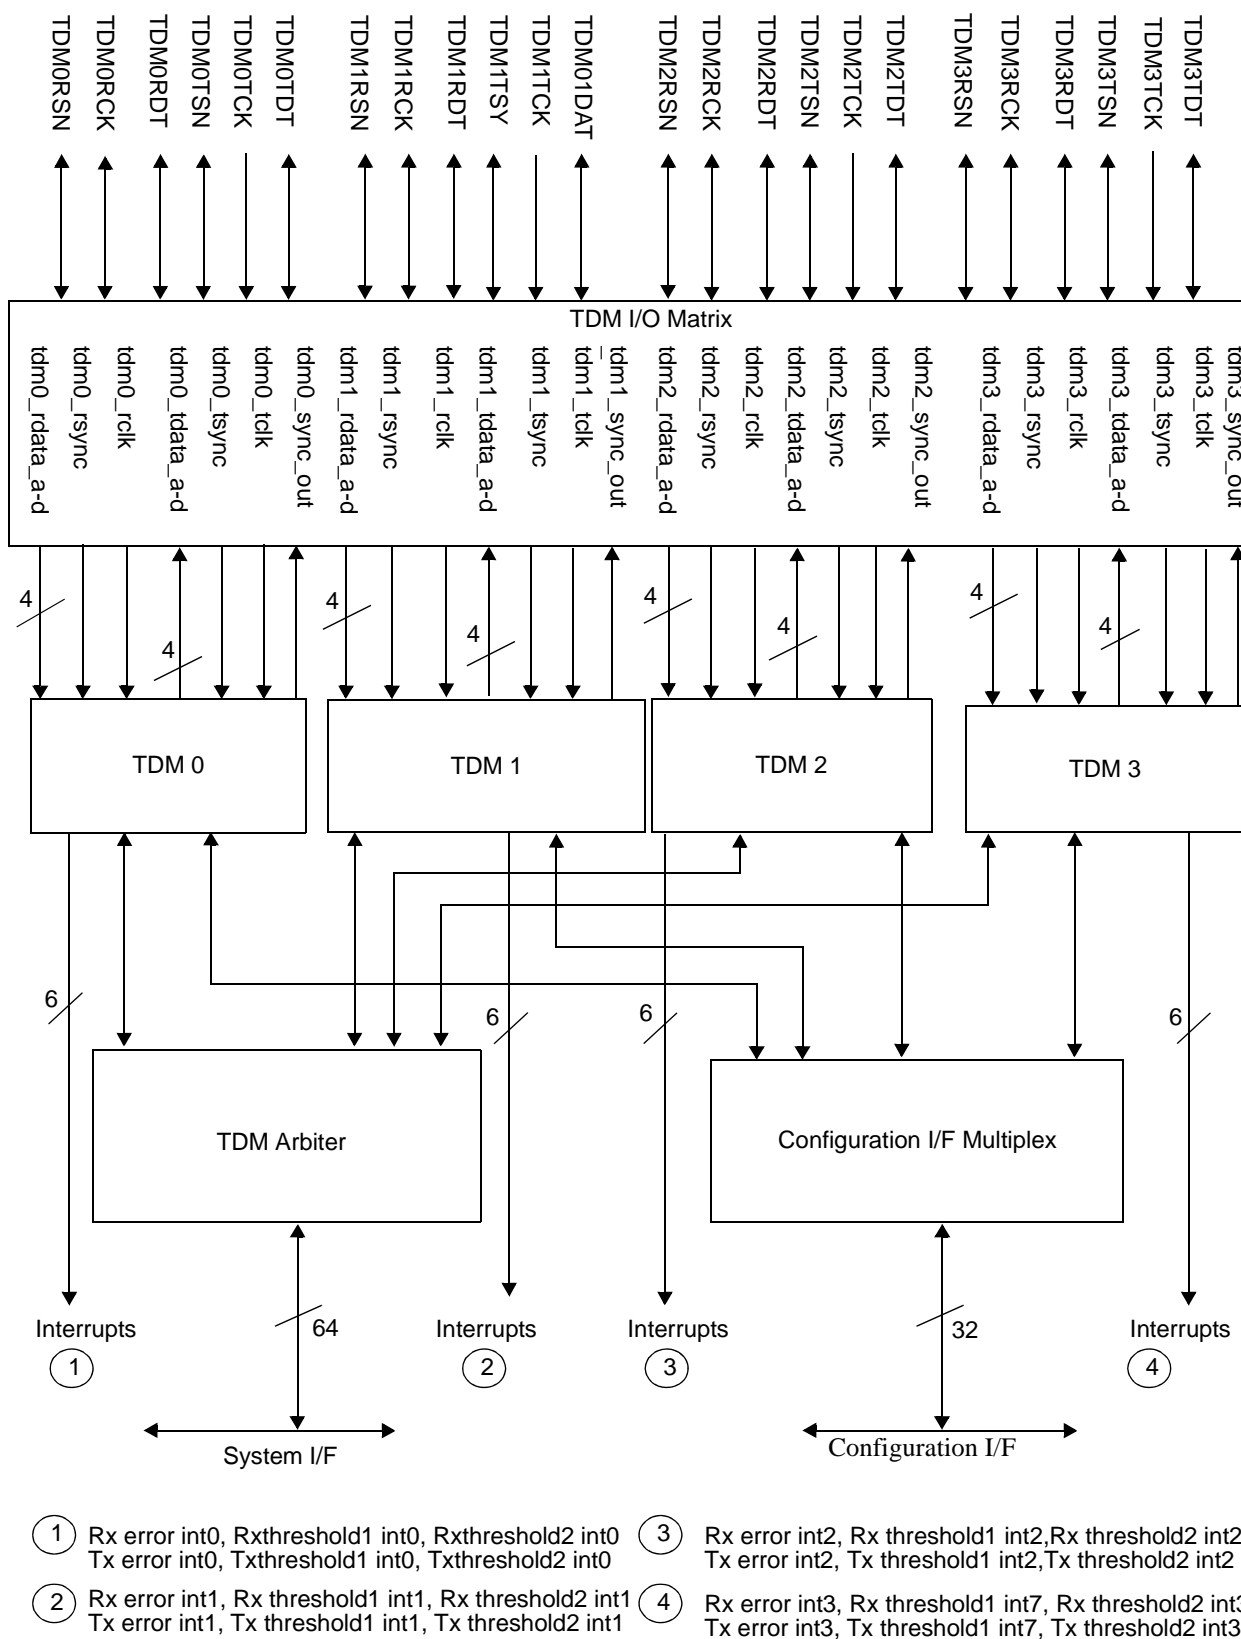 TDM0RSN
TDM0RCK
TDM0RDT
TDM0TSN
TDM0TCK
TDM0TDT
TDM1RSN
TDM1RCK
TDM1RDT
TDM1TSY
TDM1TCK
TDM01DAT
TDM2RSN
TDM2RCK
TDM2RDT
TDM2TSN
TDM2TCK
TDM2TDT
TDM3RSN
TDM3RCK
TDM3RDT
TDM3TSN
TDM3TCK
TDM3TDT
TDM I/O Matrix
tdm0_rdata_a-d
tdm0_rsync
tdm0_rclk
tdm0_tdata_a-d
tdm0_tsync
tdm0_tclk
tdm0_sync_out
tdm1_rdata_a-d
tdm1_rsync
tdm1_rclk
tdm1_tdata_a-d
tdm1_tsync
tdm1_tclk
_tdm1_sync_out
tdm2_rdata_a-d
tdm2_rsync
tdm2_rclk
tdm2_tdata_a-d
tdm2_tsync
tdm2_tclk
tdm2_sync_out
tdm3_rdata_a-d
tdm3_rsync
tdm3_rclk
tdm3_tdata_a-d
tdm3_tsync
tdm3_tclk
tdm3_sync_out
4
4
4
4
4
4
4
4
TDM 0
TDM 1
TDM 2
TDM 3
6
6
6
6
TDM Arbiter
Configuration I/F Multiplex
Interrupts
1
64
Interrupts
2
Interrupts
3
32
Interrupts
4
System I/F
Configuration I/F
1 Rx error int0, Rxthreshold1 int0, Rxthreshold2 int0
Tx error int0, Txthreshold1 int0, Txthreshold2 int0
2 Rx error int1, Rx threshold1 int1, Rx threshold2 int1
Tx error int1, Tx threshold1 int1, Tx threshold2 int1
3 Rx error int2, Rx threshold1 int2,Rx threshold2 int2
Tx error int2, Tx threshold1 int2,Tx threshold2 int2
4 Rx error int3, Rx threshold1 int7, Rx threshold2 int3
Tx error int3, Tx threshold1 int7, Tx threshold2 int3